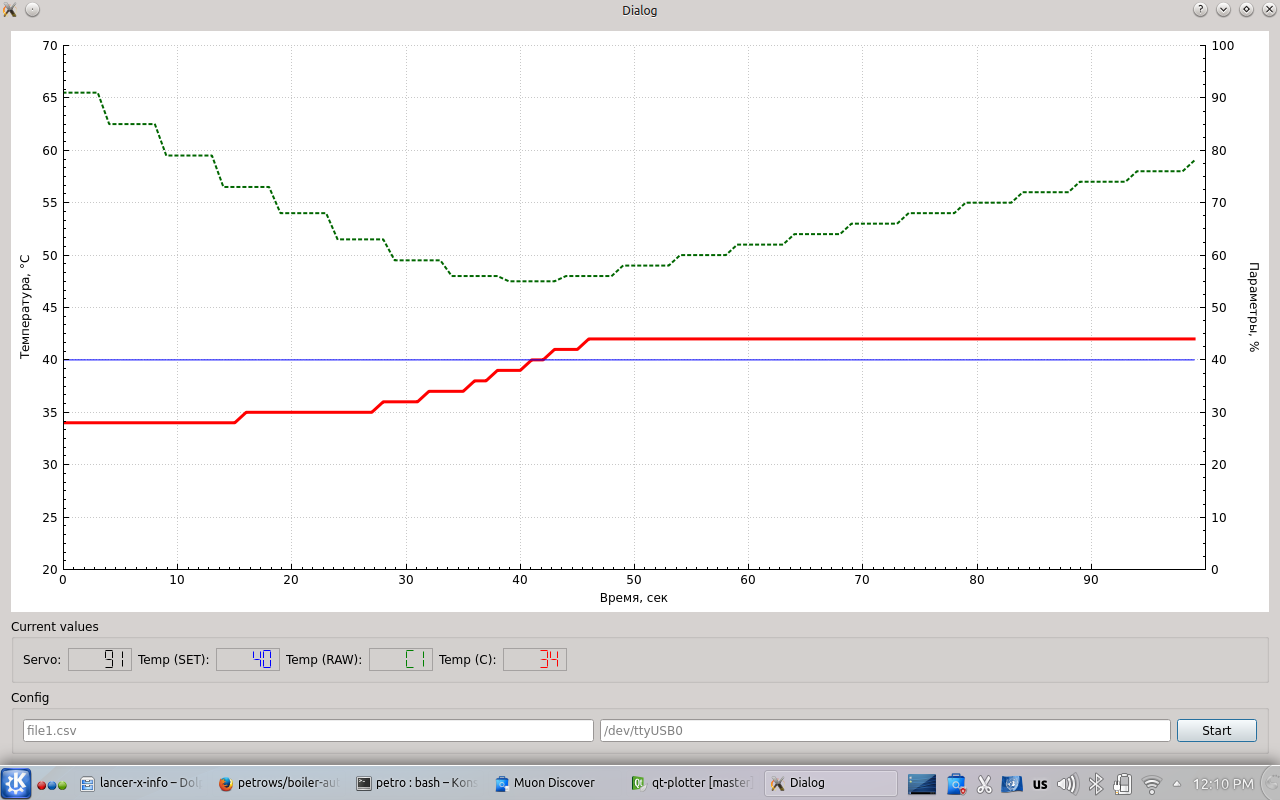 Dialog
70 100
65 90
60 80
55 70
50 60
45 50
40 40
35 30
30 20
25 10
20 0
Температура, °C
Параметры, %
0 10 20 30 40 50 60 70 80 90
Время, сек
Current values
Servo: 91 Temp (SET): 40 Temp (RAW): C1 Temp (C): 34
Config
file1.csv /dev/ttyUSB0 Start
lancer-x-info – Dol petrows/boiler-aut petro : bash – Kons Muon Discover qt-plotter [master] Dialog us 12:10 PM